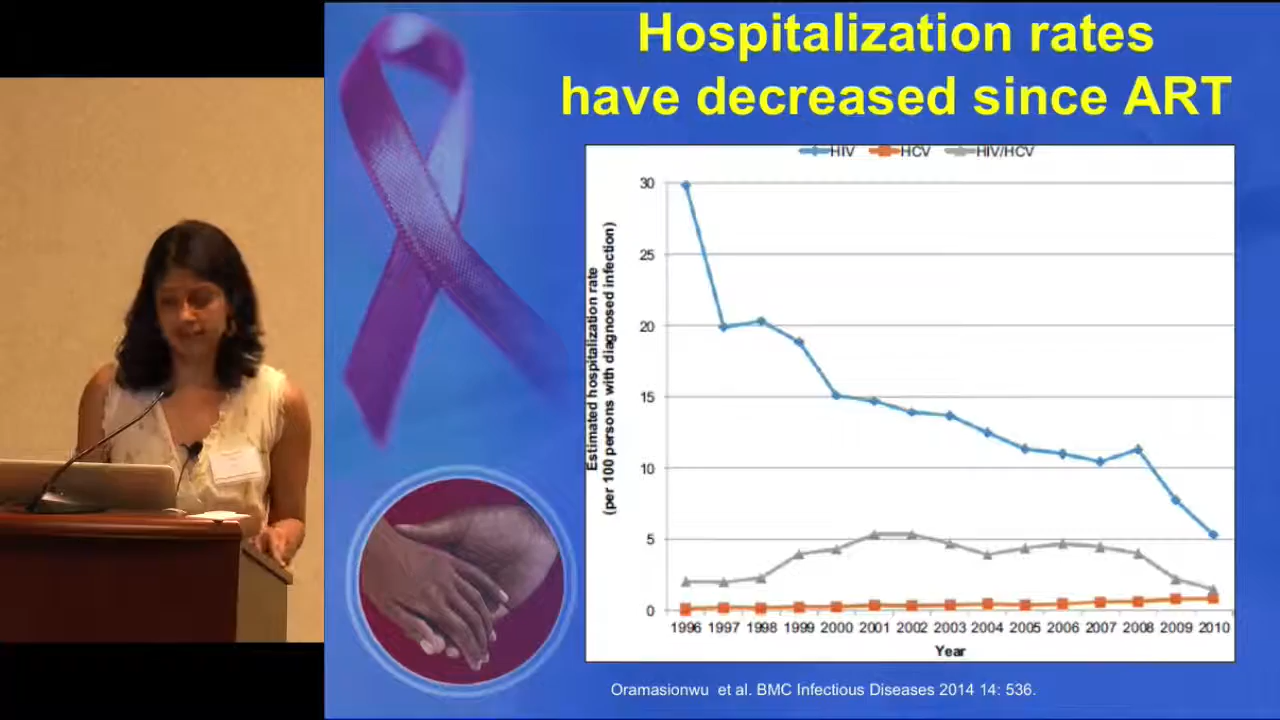 Hospitalization rates
have decreased since ART
HIV HCV HIV/HCV
Estimated hospitalization rate
(per 100 persons with diagnosed infection)
30
25
20
15
10
5
0
1996 1997 1998 1999 2000 2001 2002 2003 2004 2005 2006 2007 2008 2009 2010
Year
Oramasionwu et al. BMC Infectious Diseases 2014 14: 536.